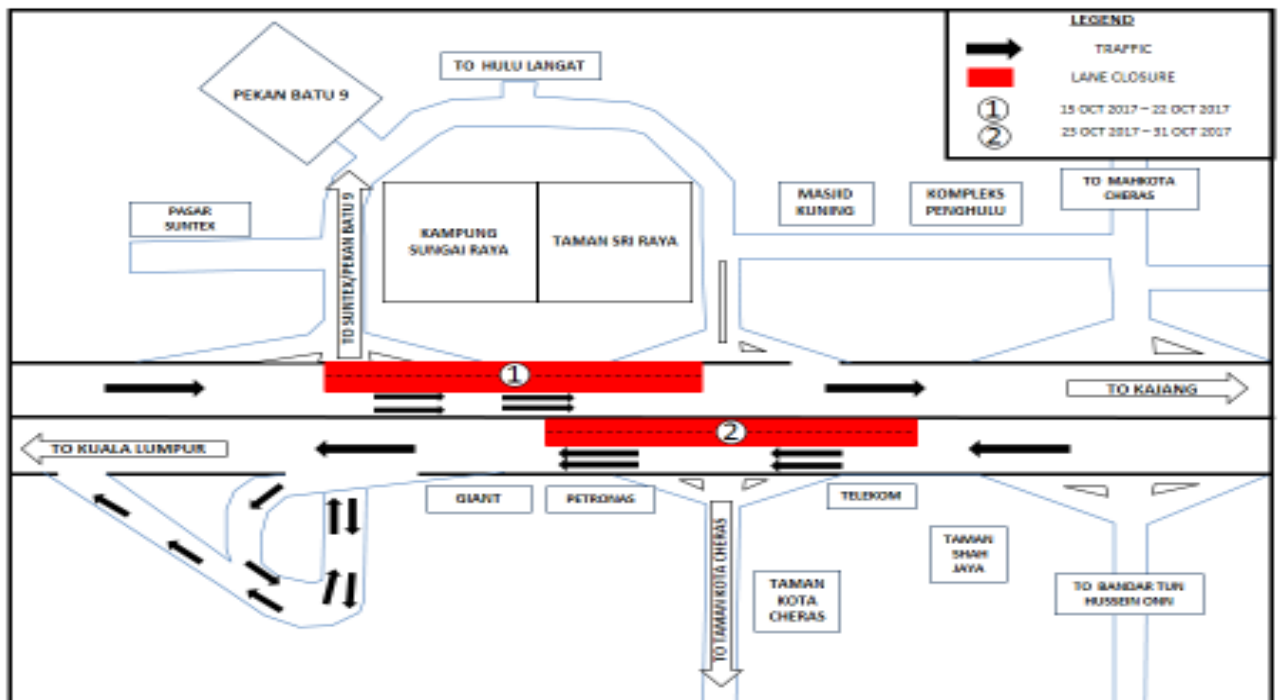 LEGEND
TRAFFIC
LANE CLOSURE
1
15 OCT 2017 – 22 OCT 2017
2
23 OCT 2017 – 31 OCT 2017
TO HULU LANGAT
PEKAN BATU 9
PASAR
SUNTEK
TO SUNTEX/PEKAN BATU 9
KAMPUNG
SUNGAI RAYA
TAMAN SRI RAYA
MASJID
KUNING
KOMPLEKS
PENGHULU
TO MAHKOTA
CHERAS
1
TO KAJANG
2
TO KUALA LUMPUR
GIANT
PETRONAS
TELEKOM
TO TAMAN KOTA CHERAS
TAMAN
KOTA
CHERAS
TAMAN
SHAH
JAYA
TO BANDAR TUN
HUSSEIN ONN